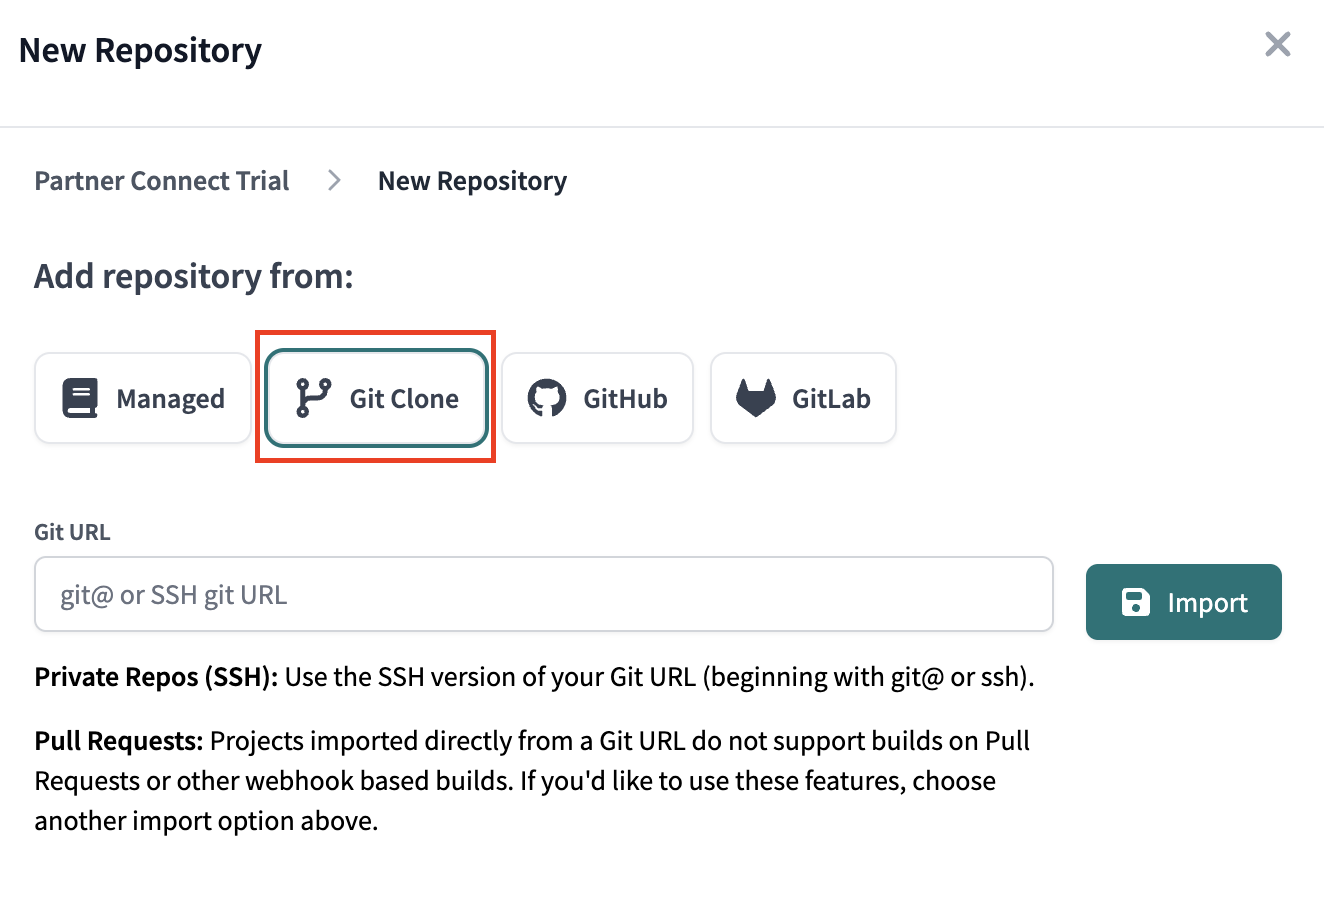 New Repository
Partner Connect Trial
New Repository
Add repository from:
Managed
Git Clone
GitHub
GitLab
Git URL
git@ or SSH git URL
Import
Private Repos (SSH): Use the SSH version of your Git URL (beginning with git@ or ssh).
Pull Requests: Projects imported directly from a Git URL do not support builds on Pull
Requests or other webhook based builds. If you'd like to use these features, choose
another import option above.